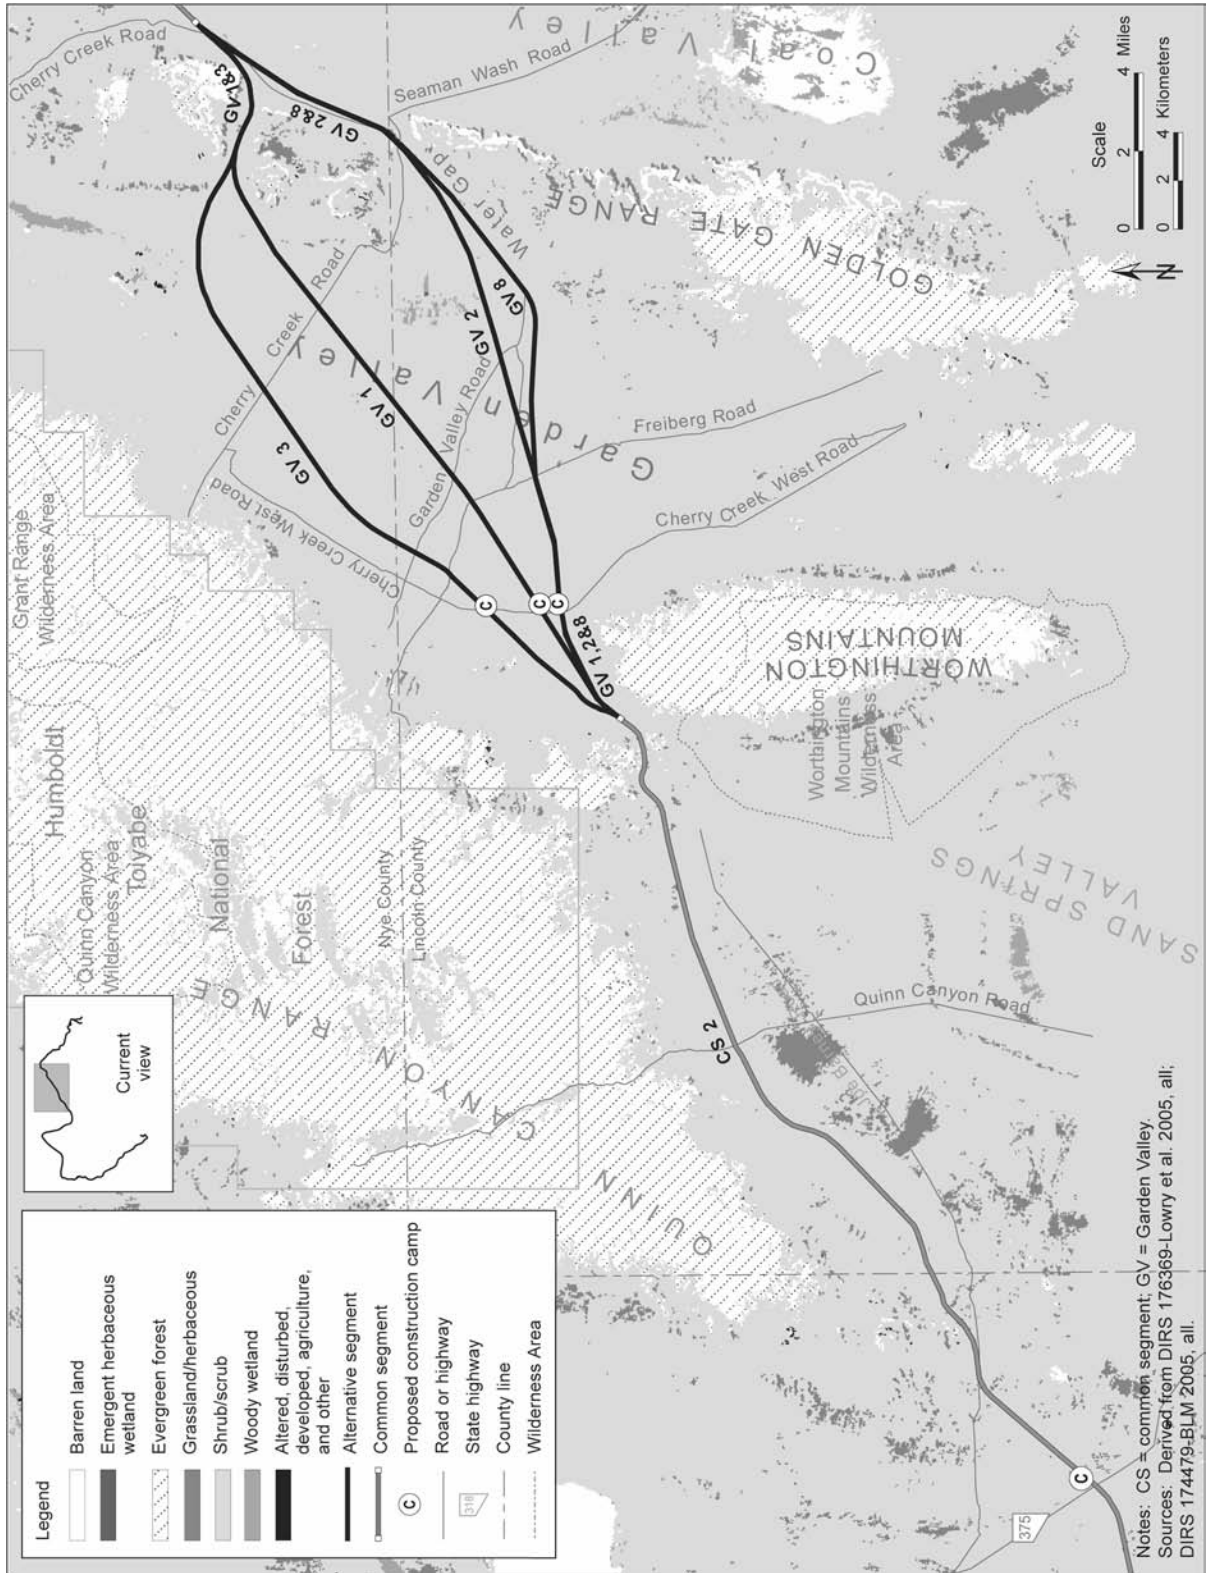 Legend
Barren land
Emergent herbaceous
wetland
Evergreen forest
Grassland/herbaceous
Shrub/scrub
Woody wetland
Altered, disturbed,
developed, agriculture,
and other
Alternative segment
Common segment
C
Proposed construction camp
Road or highway
318
State highway
County line
Wilderness Area
Current
view
Humboldt
Toiyabe
National
Forest
Quinn Canyon
Wilderness Area
Grant Range
Wilderness Area
QUINN CANYON RANGE
Nye County
Lincoln County
Cherry Creek Road
GV 1&3
GV 2&8
Seaman Wash Road
Coal Valley
Water Gap
GOLDEN GATE RANGE
Cherry Creek Road
GV 3
GV 1
GV 2
GV 8
Garden Valley
Garden Valley Road
Cherry Creek West Road
Freiberg Road
Cherry Creek West Road
C
C
C
GV 1,2&8
WORTHINGTON
MOUNTAINS
Worthington
Mountains
Wilderness
Area
SAND SPRINGS
VALLEY
CS 2
Quinn Canyon Road
C
375
Scale
0 2 4 Miles
0 2 4 Kilometers
N
Notes: CS = common segment; GV = Garden Valley.
Sources: Derived from DIRS 176369-Lowry et al. 2005, all;
DIRS 174479-BLM 2005, all.